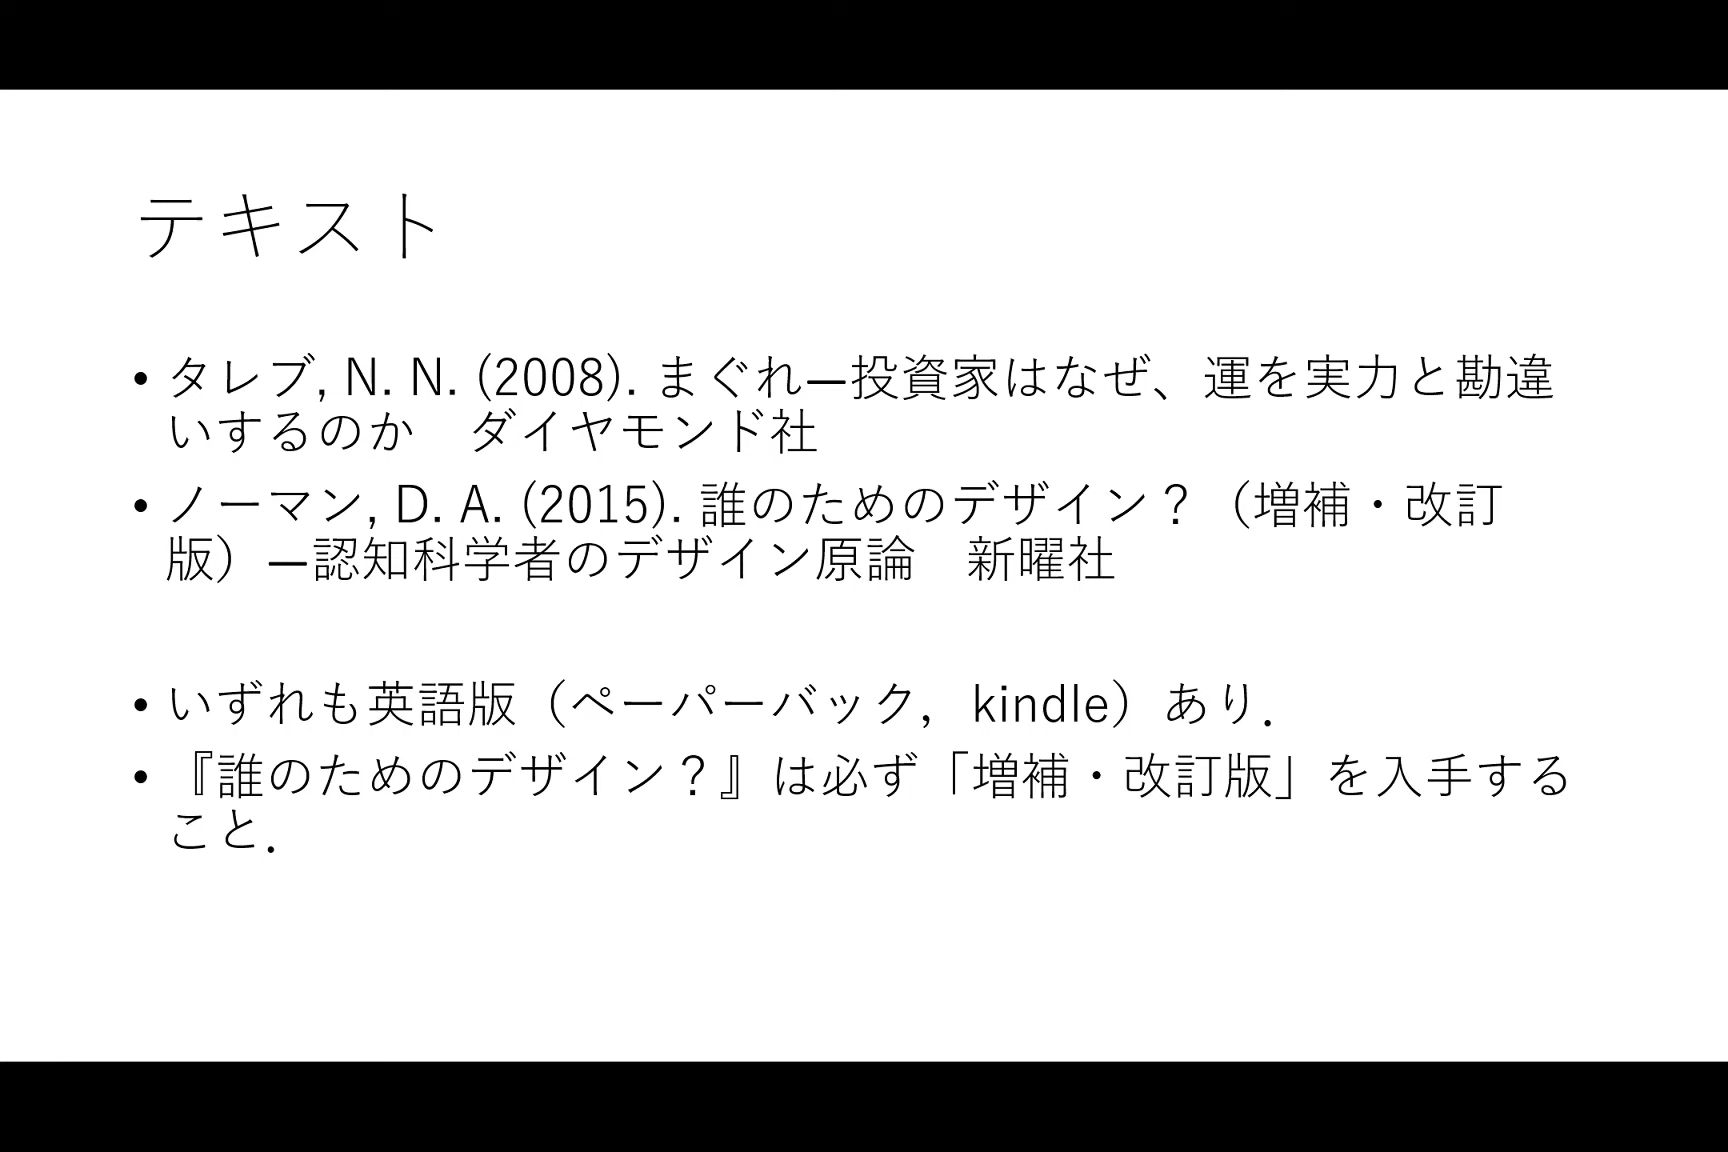 テキスト
• タレブ, N. N. (2008). まぐれ―投資家はなぜ、運を実力と勘違
いするのか　ダイヤモンド社
• ノーマン, D. A. (2015). 誰のためのデザイン？（増補・改訂
版）―認知科学者のデザイン原論　新曜社
• いずれも英語版（ペーパーバック，kindle）あり．
• 『誰のためのデザイン？』は必ず「増補・改訂版」を入手する
こと．